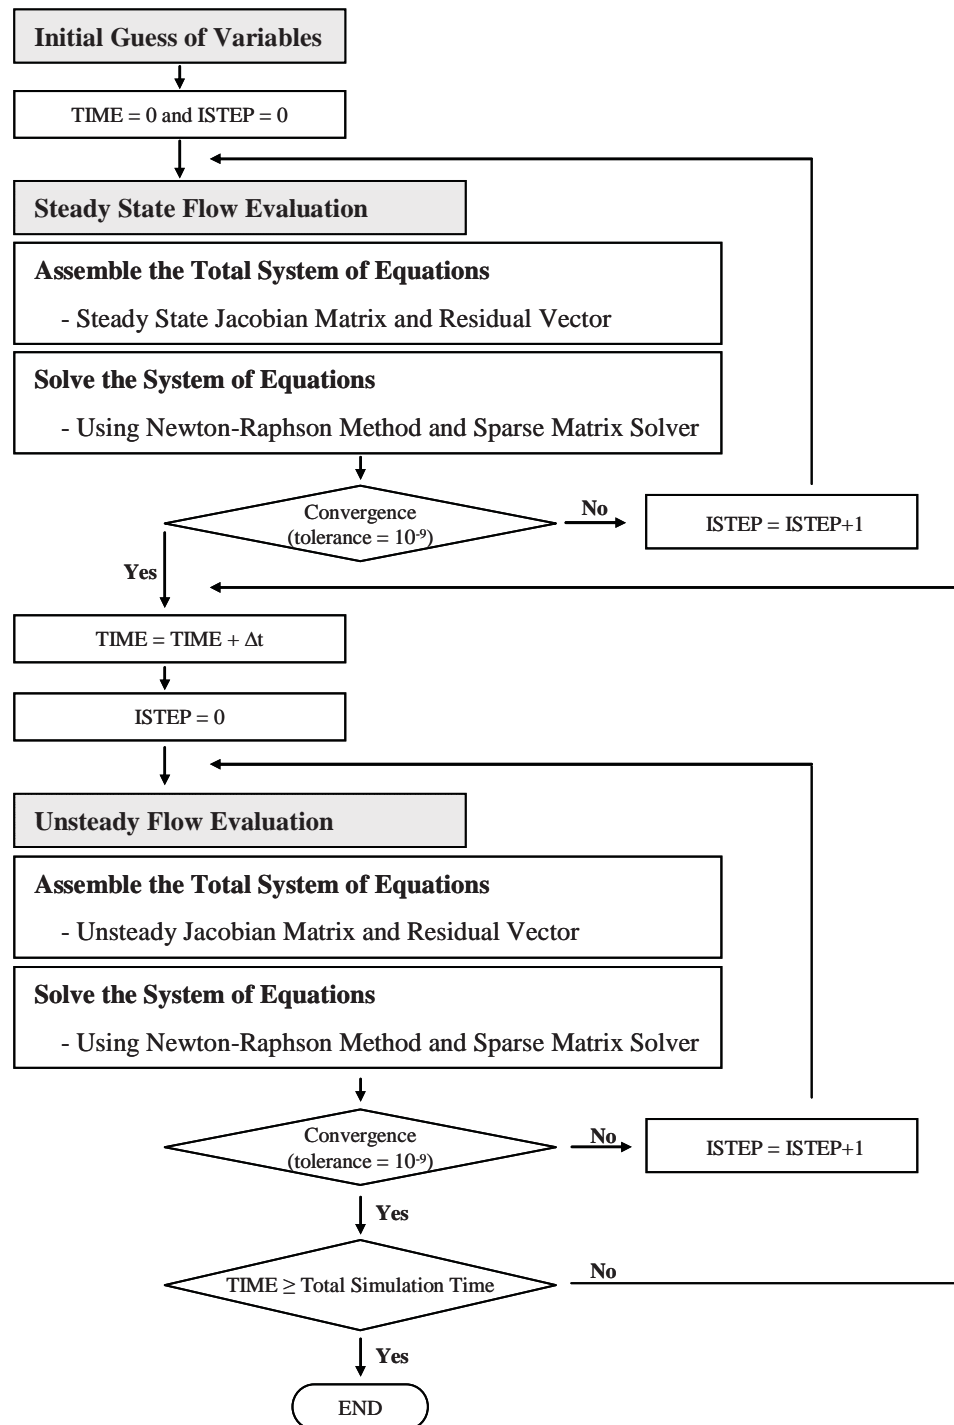 Initial Guess of Variables
TIME = 0 and ISTEP = 0
Steady State Flow Evaluation
Assemble the Total System of Equations
- Steady State Jacobian Matrix and Residual Vector
Solve the System of Equations
- Using Newton-Raphson Method and Sparse Matrix Solver
Convergence
(tolerance = 10⁻⁹)
No
ISTEP = ISTEP+1
Yes
TIME = TIME + Δt
ISTEP = 0
Unsteady Flow Evaluation
Assemble the Total System of Equations
- Unsteady Jacobian Matrix and Residual Vector
Solve the System of Equations
- Using Newton-Raphson Method and Sparse Matrix Solver
Convergence
(tolerance = 10⁻⁹)
No
ISTEP = ISTEP+1
Yes
TIME ≥ Total Simulation Time
No
Yes
END